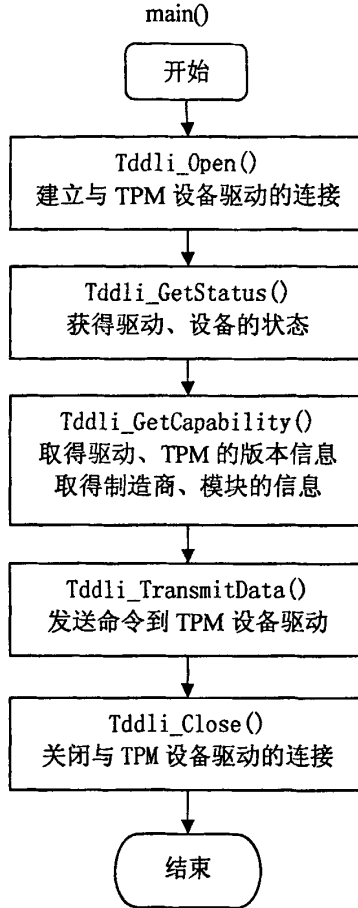 main()
开始
Tddli_Open()
建立与 TPM 设备驱动的连接
Tddli_GetStatus()
获得驱动、设备的状态
Tddli_GetCapability()
取得驱动、TPM 的版本信息
取得制造商、模块的信息
Tddli_TransmitData()
发送命令到 TPM 设备驱动
Tddli_Close()
关闭与 TPM 设备驱动的连接
结束